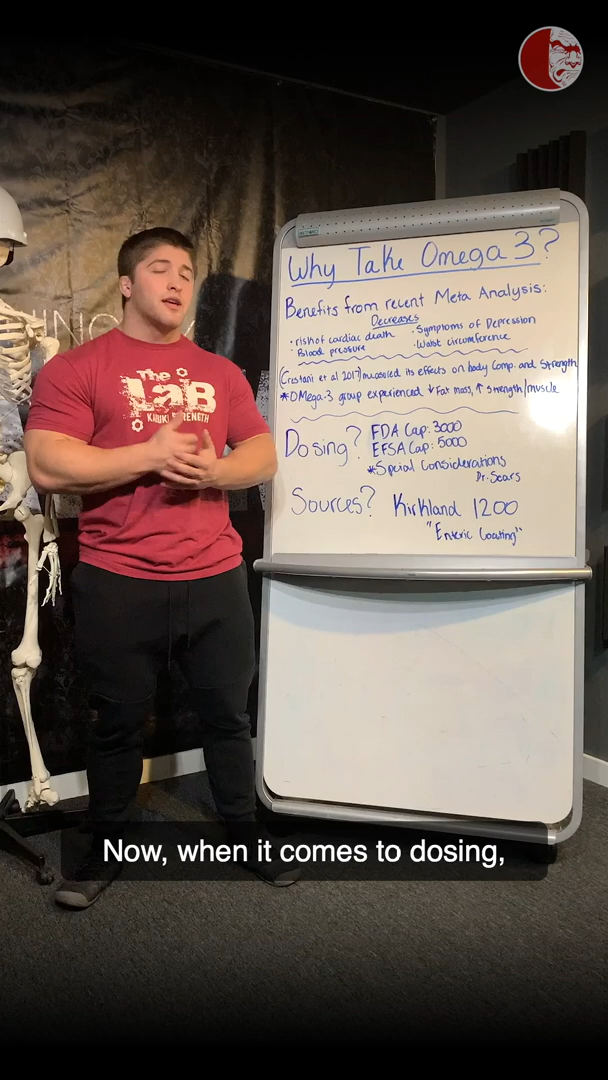 Why Take Omega 3?
Benefits from recent Meta Analysis:
Decreases
· risk of cardiac death
· Symptoms of Depression
· Blood pressure
· Waist circumference
(Crestani et al 2017) measured its effects on body comp. and strength
*OMega-3 group experienced ↓ Fat mass, ↑ strength/muscle
Dosing?
FDA Cap: 3000
EFSA Cap: 5000
*Special Considerations
Dr. Sears
Sources?
Kirkland 1200
"Enteric Coating"
The
LaB
STRENGTH
Now, when it comes to dosing,